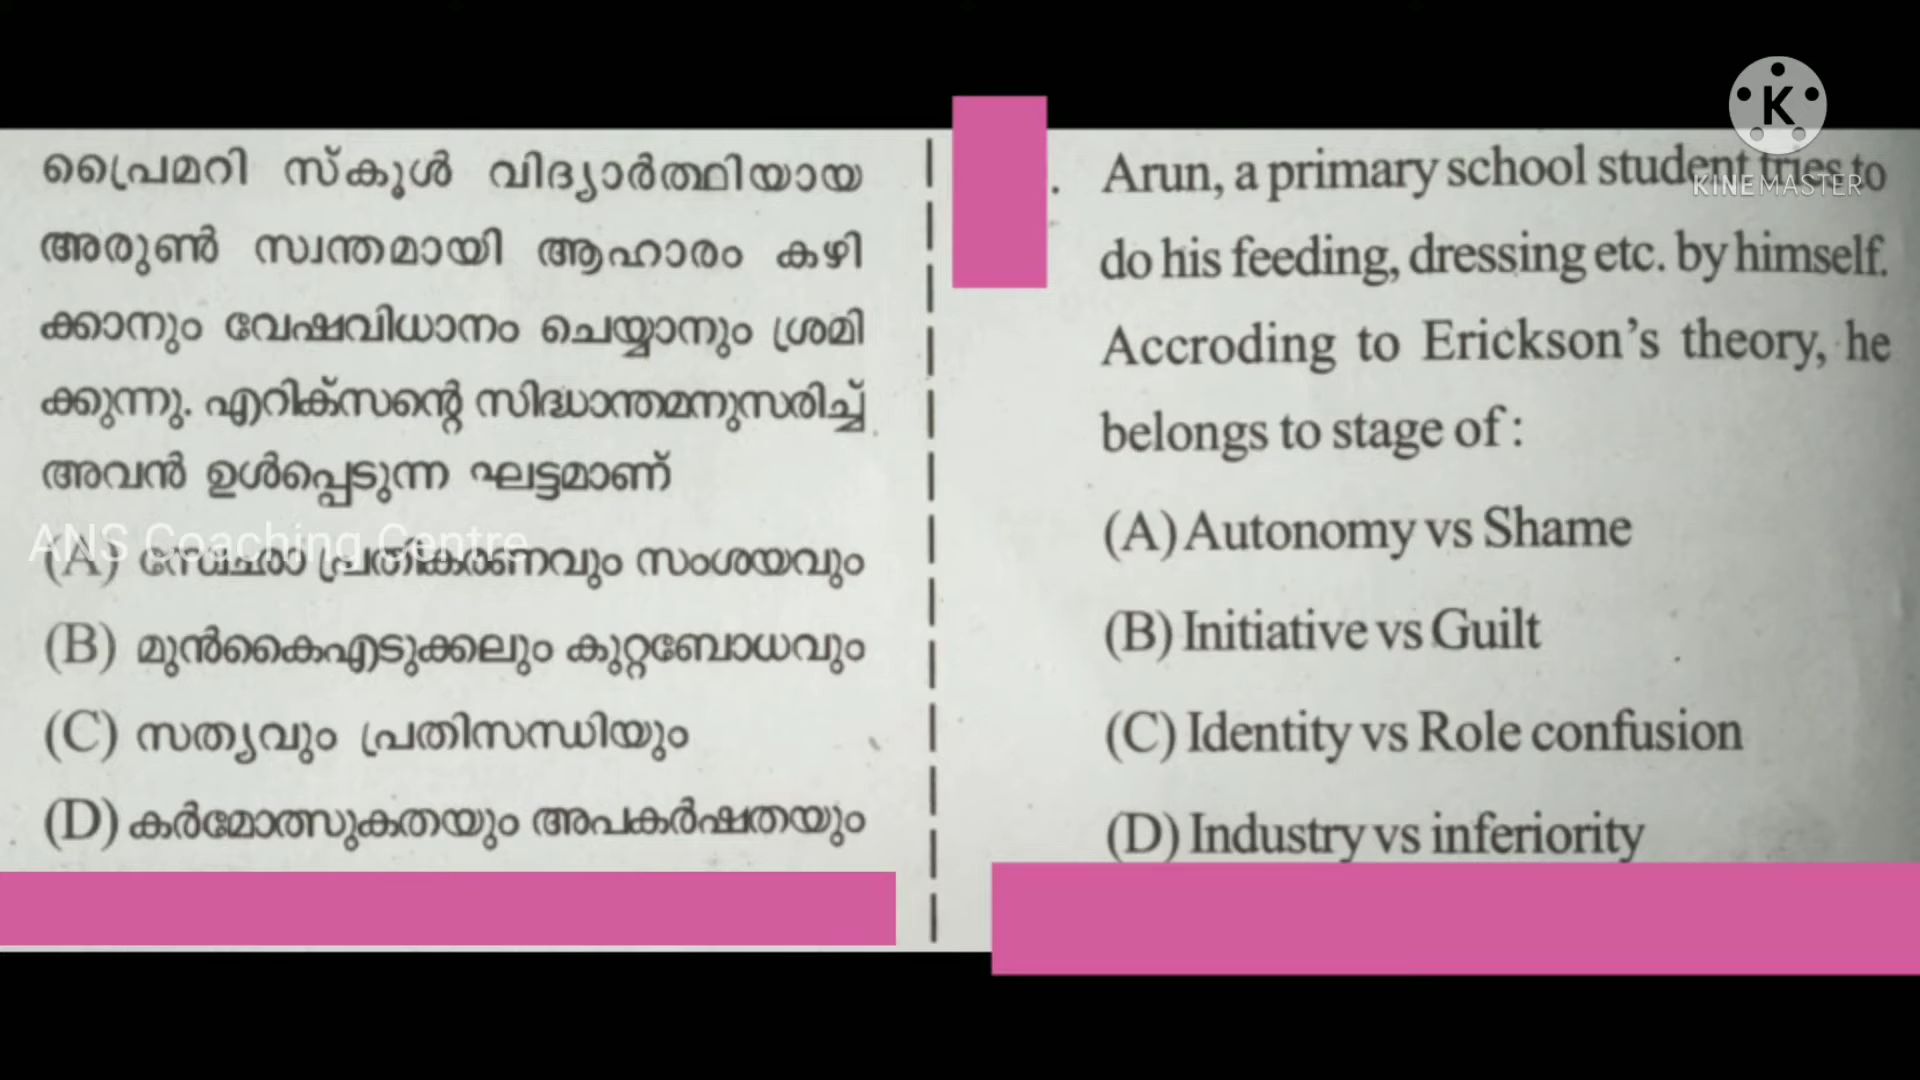 പ്രൈമറി സ്കൂൾ വിദ്യാർത്ഥിയായ
അരുൺ സ്വന്തമായി ആഹാരം കഴി
ക്കാനും വേഷവിധാനം ചെയ്യാനും ശ്രമി
ക്കുന്നു. എറിക്സന്റെ സിദ്ധാന്തമനുസരിച്ച്
അവൻ ഉൾപ്പെടുന്ന ഘട്ടമാണ്
ANS Coaching Centre
(A) സ്വേഛാ പ്രതികരണവും സംശയവും
(B) മുൻകൈഎടുക്കലും കുറ്റബോധവും
(C) സത്യവും പ്രതിസന്ധിയും
(D) കർമോത്സുകതയും അപകർഷതയും
K
KINEMASTER
. Arun, a primary school student tries to
do his feeding, dressing etc. by himself.
Accroding to Erickson's theory, he
belongs to stage of :
(A) Autonomy vs Shame
(B) Initiative vs Guilt
(C) Identity vs Role confusion
(D) Industry vs inferiority